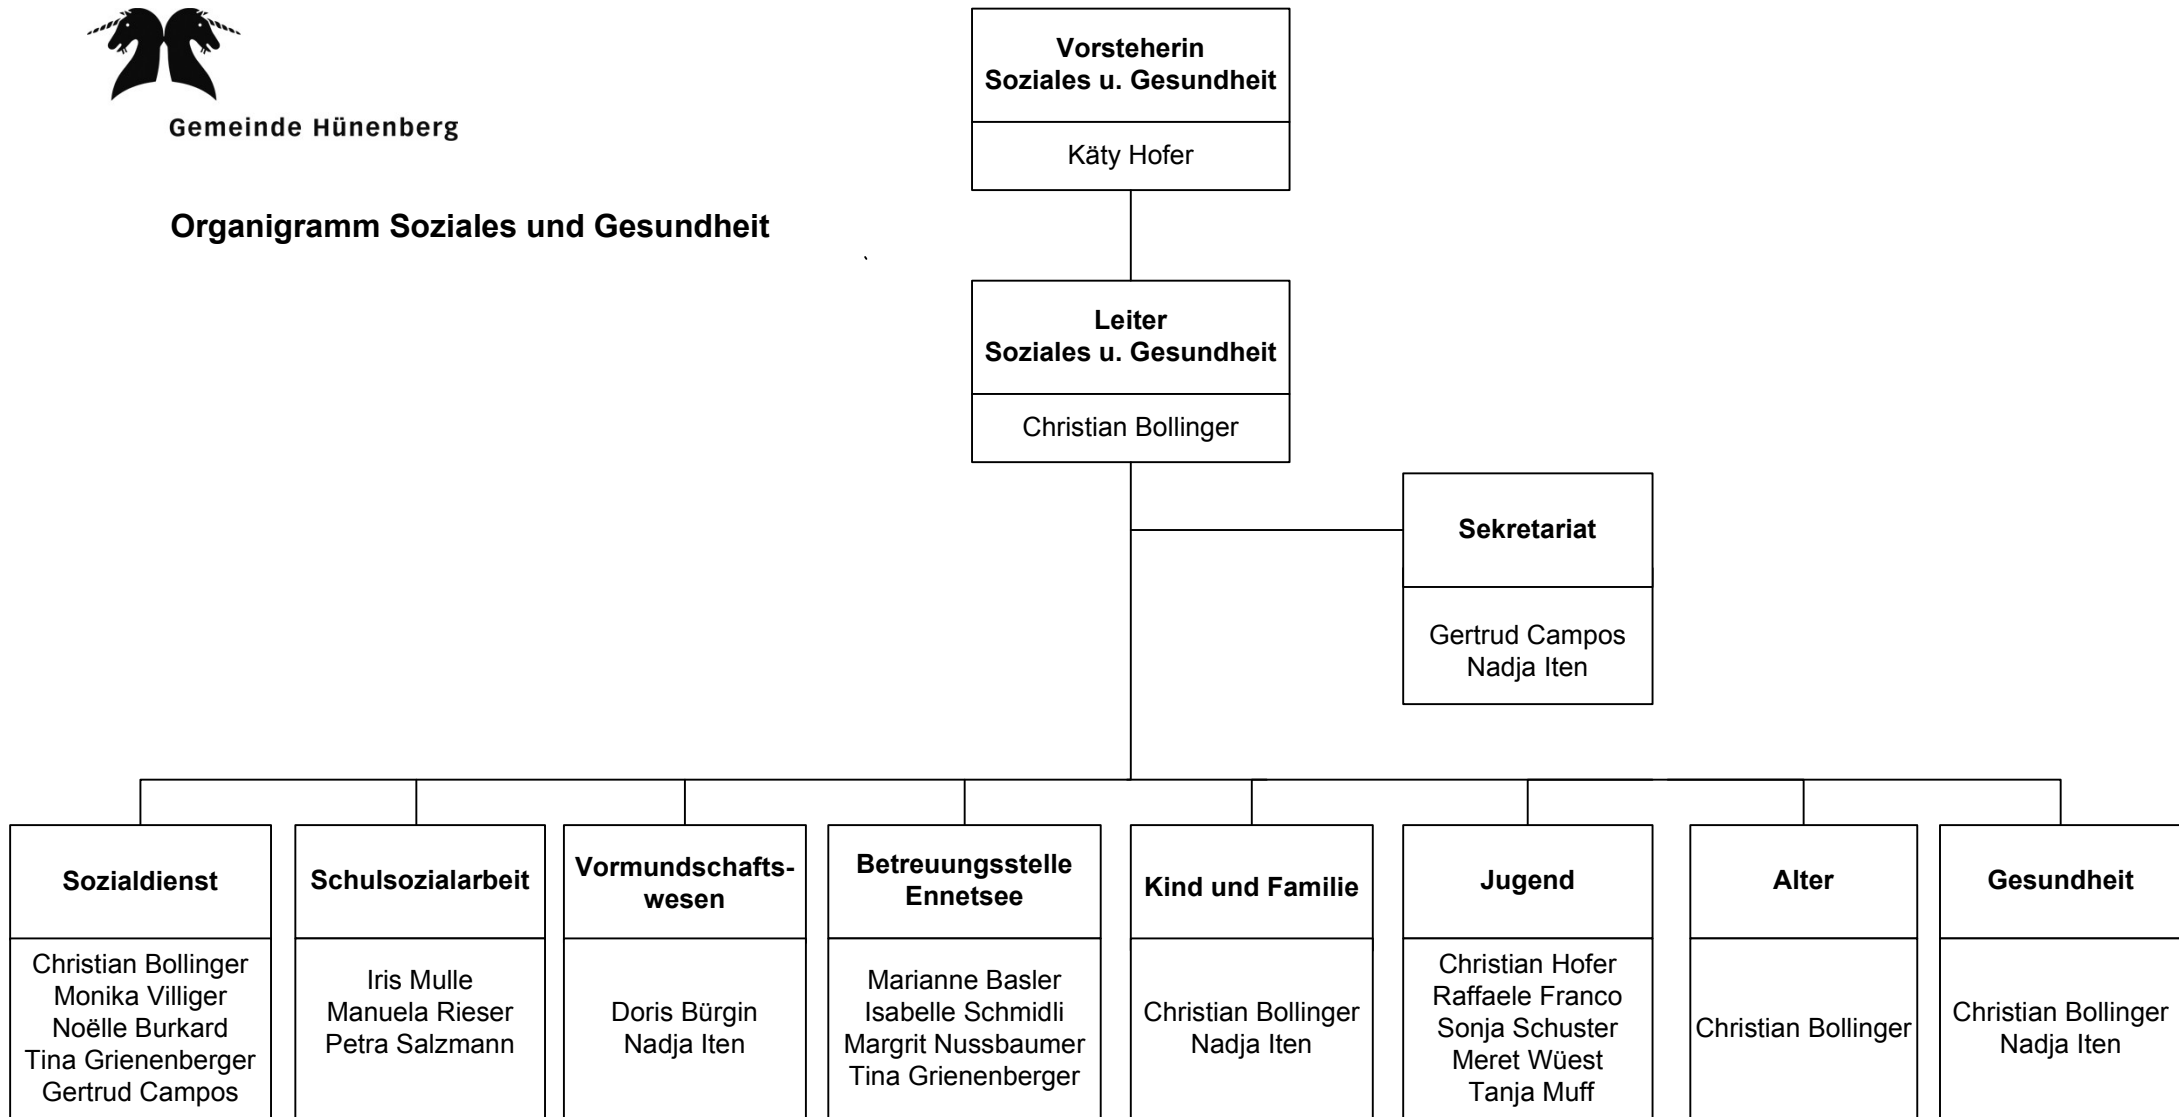 Gemeinde Hünenberg
Organigramm Soziales und Gesundheit
Vorsteherin
Soziales u. Gesundheit
Käty Hofer
Leiter
Soziales u. Gesundheit
Christian Bollinger
Sekretariat
Gertrud Campos
Nadja Iten
Sozialdienst
Christian Bollinger
Monika Villiger
Noëlle Burkard
Tina Grienenberger
Gertrud Campos
Schulsozialarbeit
Iris Mulle
Manuela Rieser
Petra Salzmann
Vormundschafts-
wesen
Doris Bürgin
Nadja Iten
Betreuungsstelle
Ennetsee
Marianne Basler
Isabelle Schmidli
Margrit Nussbaumer
Tina Grienenberger
Kind und Familie
Christian Bollinger
Nadja Iten
Jugend
Christian Hofer
Raffaele Franco
Sonja Schuster
Meret Wüest
Tanja Muff
Alter
Christian Bollinger
Gesundheit
Christian Bollinger
Nadja Iten